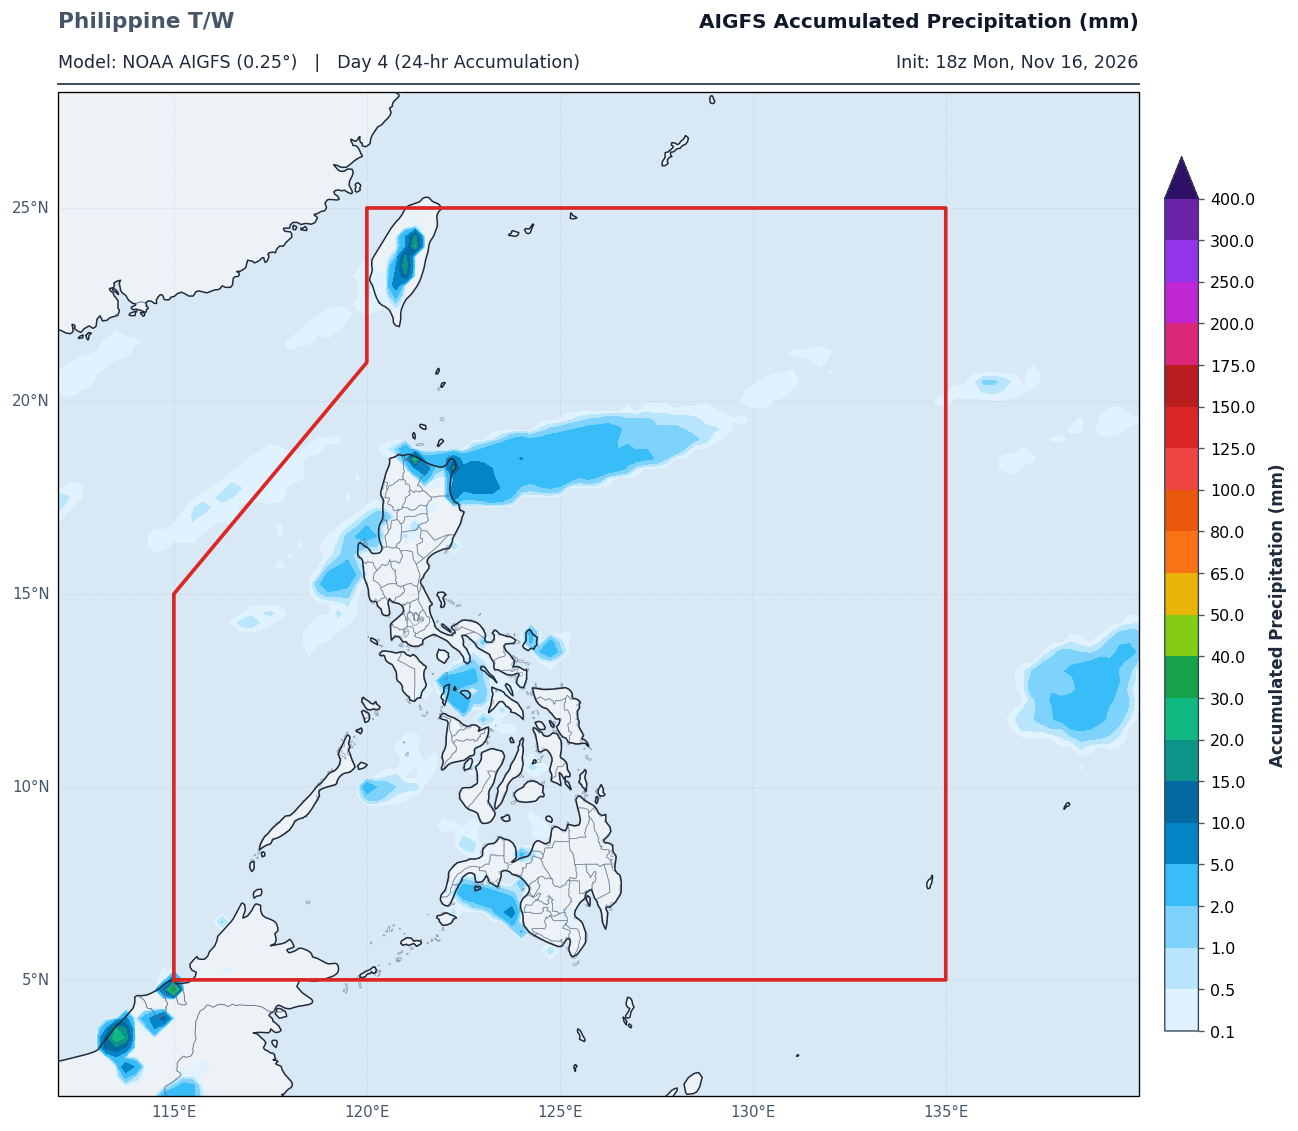 Philippine T/W
AIGFS Accumulated Precipitation (mm)
Model: NOAA AIGFS (0.25°)   |   Day 4 (24-hr Accumulation)
Init: 18z Mon, Nov 16, 2026
25°N
20°N
15°N
10°N
5°N
115°E
120°E
125°E
130°E
135°E
400.0
300.0
250.0
200.0
175.0
150.0
125.0
100.0
80.0
65.0
50.0
40.0
30.0
20.0
15.0
10.0
5.0
2.0
1.0
0.5
0.1
Accumulated Precipitation (mm)